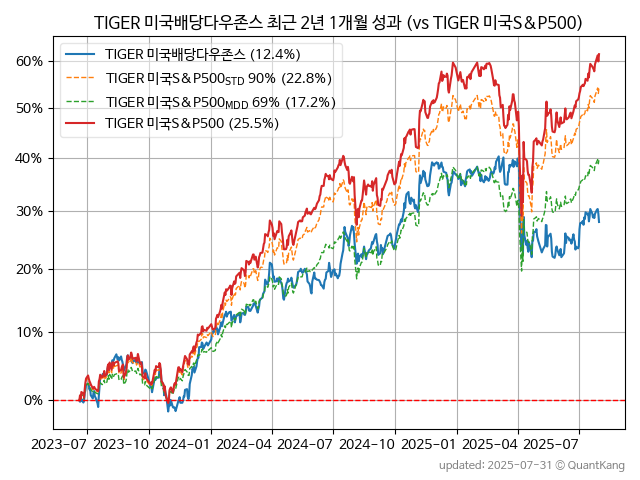 TIGER 미국배당다우존스 최근 2년 1개월 성과 (vs TIGER 미국S&P500)
TIGER 미국배당다우존스 (12.4%)
TIGER 미국S&P500STD 90% (22.8%)
TIGER 미국S&P500MDD 69% (17.2%)
TIGER 미국S&P500 (25.5%)
60%
50%
40%
30%
20%
10%
0%
2023-07 2023-10 2024-01 2024-04 2024-07 2024-10 2025-01 2025-04 2025-07
updated: 2025-07-31 © QuantKang